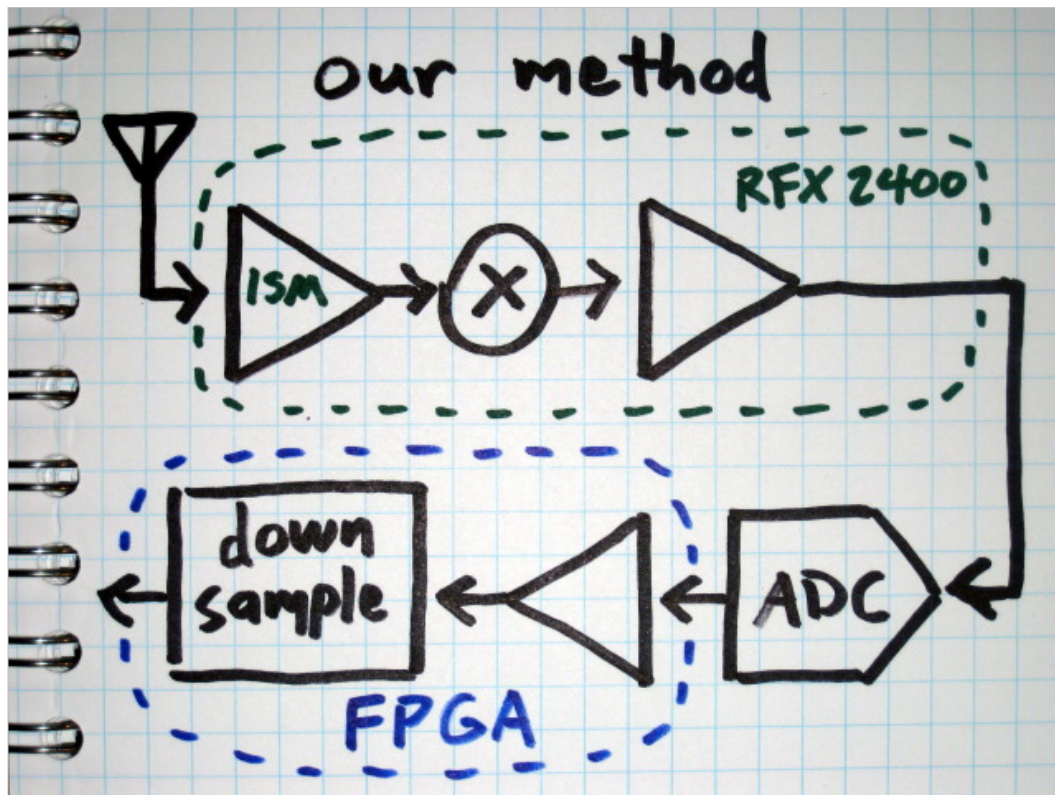 our method
RFX 2400
ISM
X
down
sample
ADC
FPGA